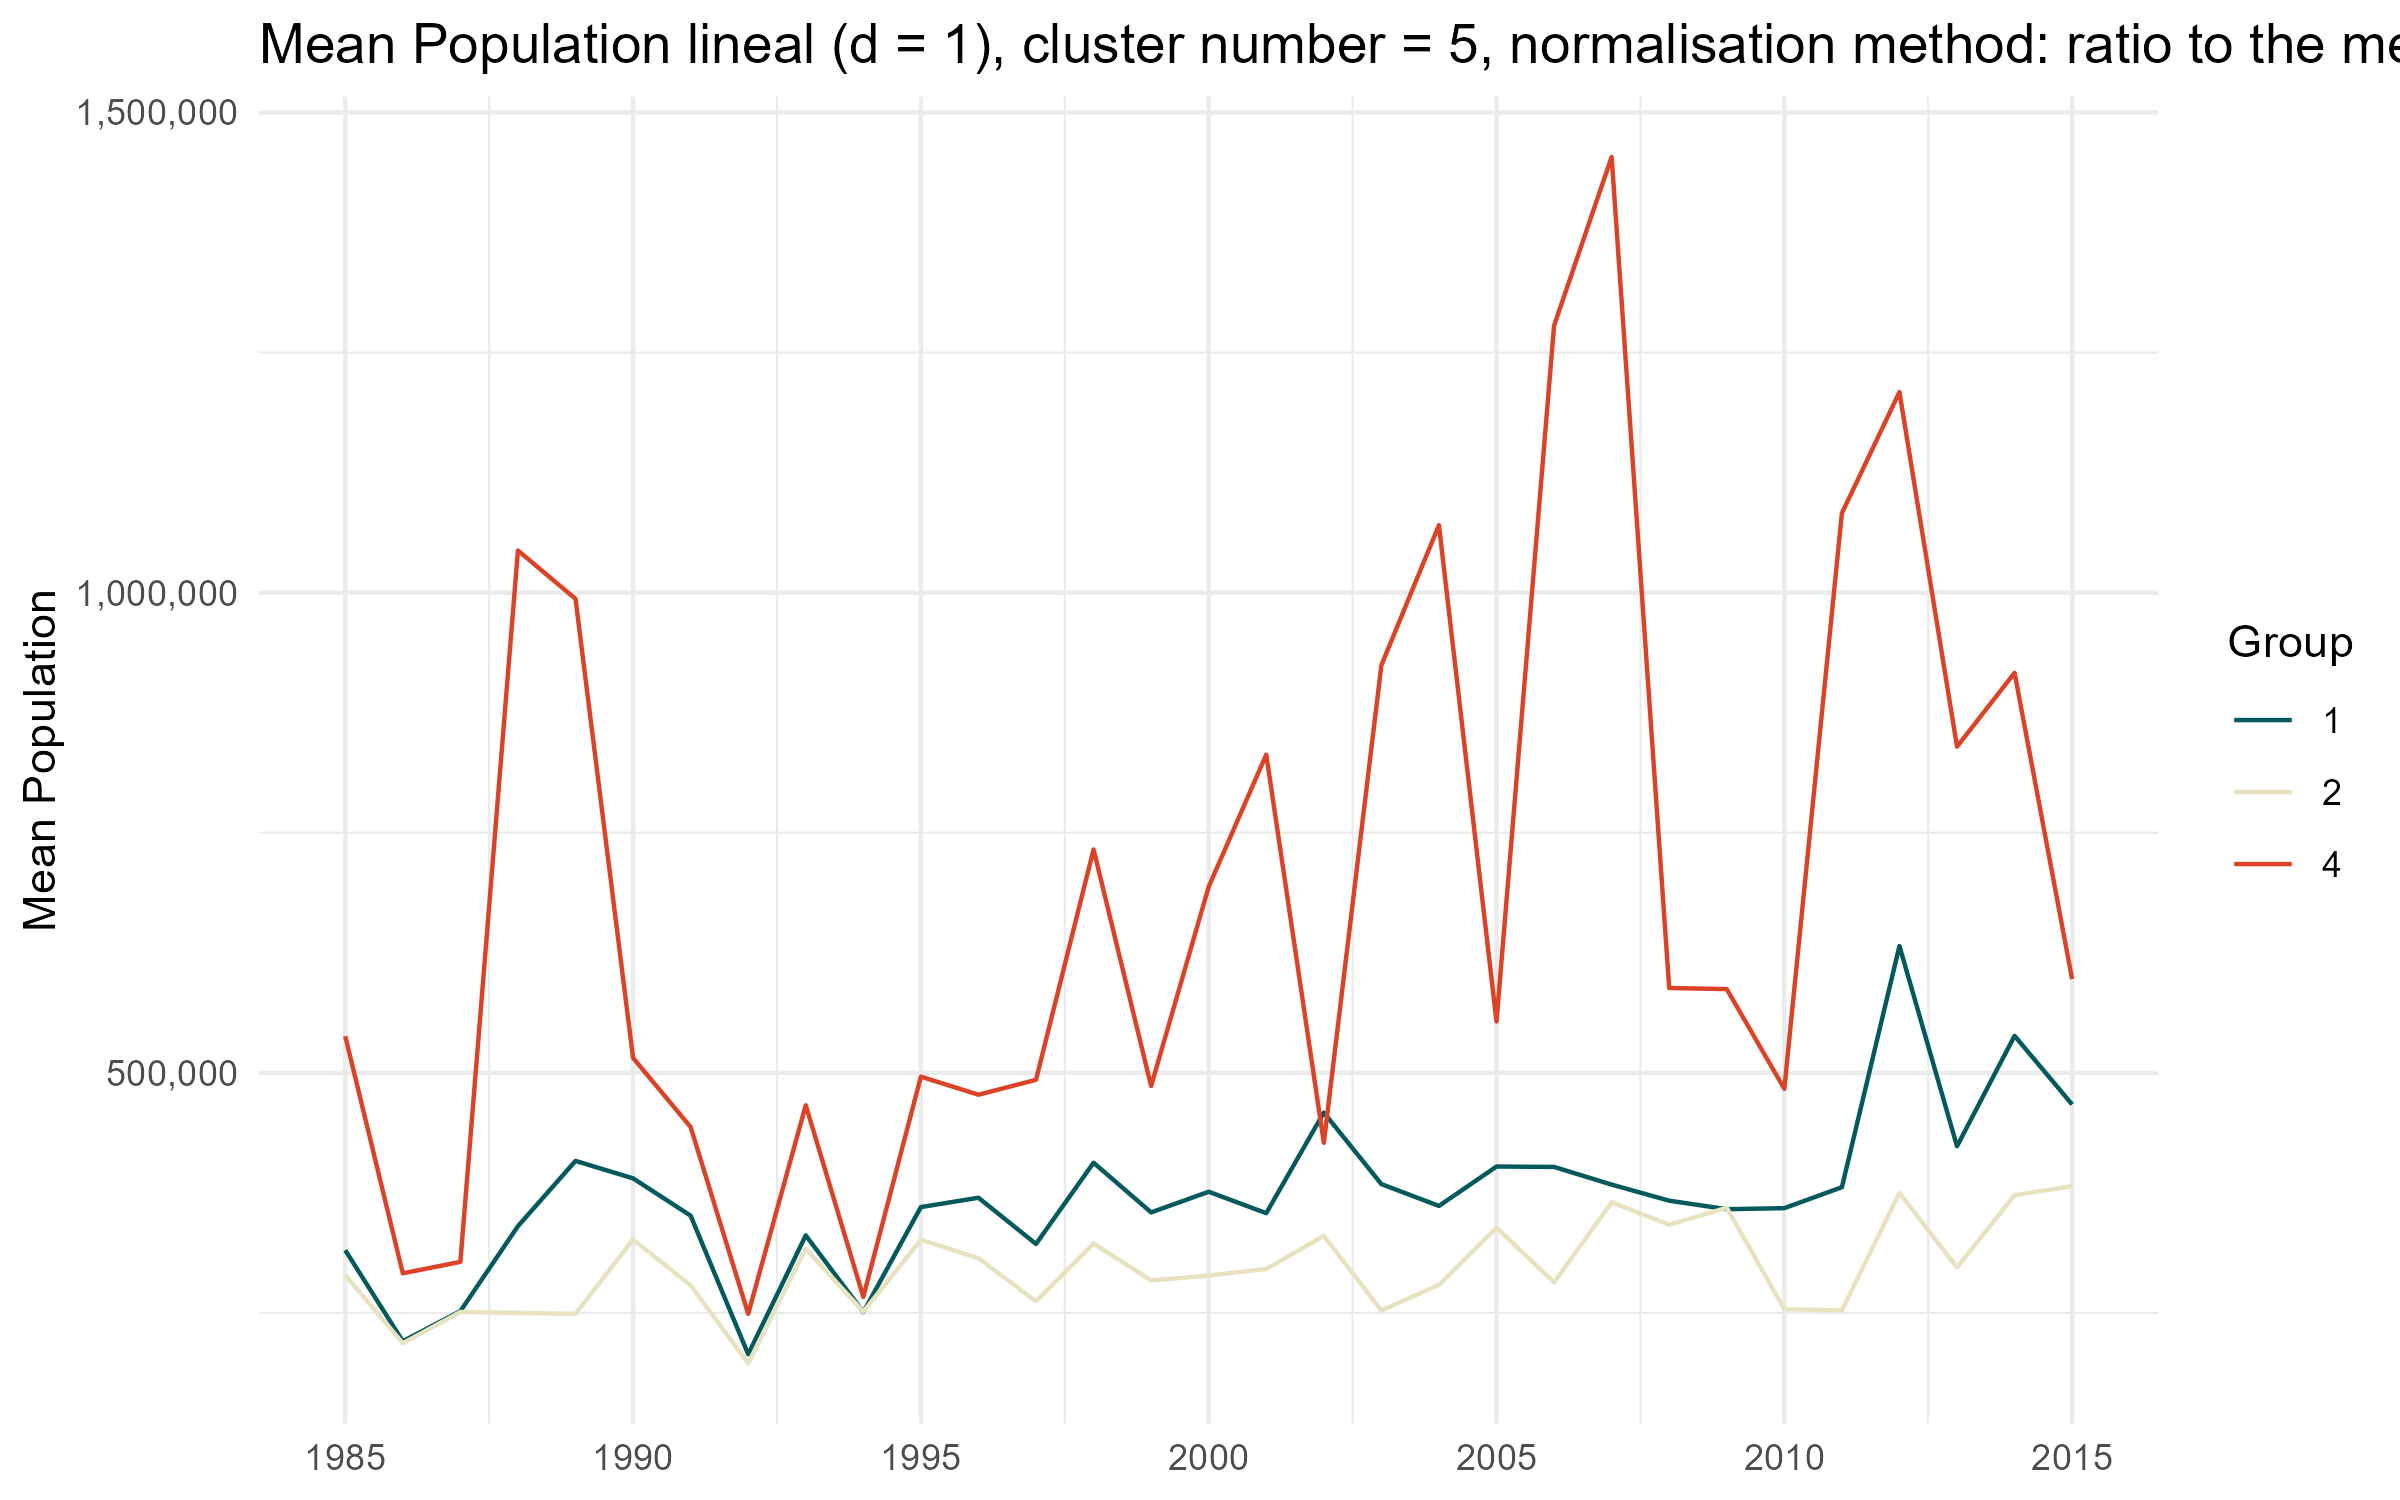 Mean Population lineal (d = 1), cluster number = 5, normalisation method: ratio to the
1,500,000
1,000,000
500,000
Mean Population
1985 1990 1995 2000 2005 2010 2015
Group
1
2
4